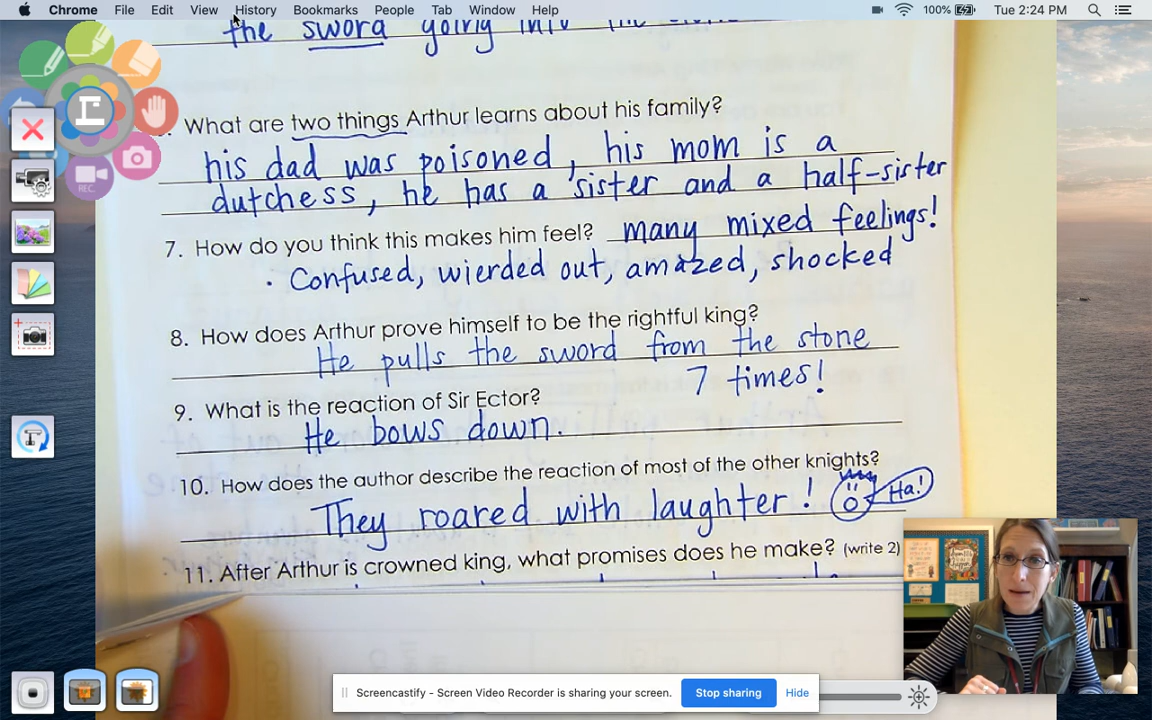 Chrome File Edit View History Bookmarks People Tab Window Help 100% Tue 2:24 PM
the sword going into the stone
What are two things Arthur learns about his family?
his dad was poisoned, his mom is a
dutchess, he has a sister and a half-sister
7. How do you think this makes him feel? many mixed feelings!
Confused, wierded out, amazed, shocked
8. How does Arthur prove himself to be the rightful king?
He pulls the sword from the stone
7 times!
9. What is the reaction of Sir Ector?
He bows down.
10. How does the author describe the reaction of most of the other knights?
They roared with laughter! Ha!
11. After Arthur is crowned king, what promises does he make? (write 2)
REC.
Screencastify - Screen Video Recorder is sharing your screen. Stop sharing Hide